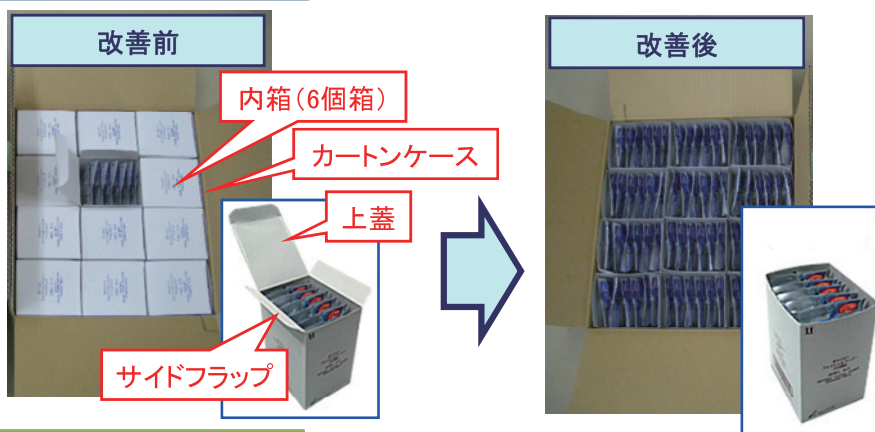 改善前
改善後
内箱(6個箱)
カートンケース
上蓋
サイドフラップ